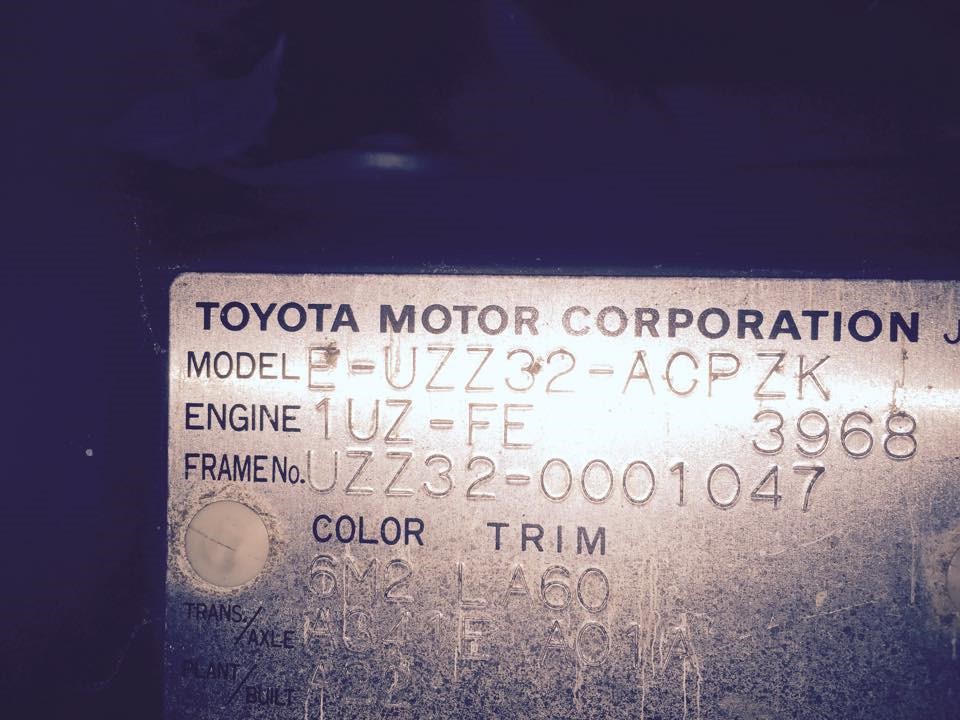 TOYOTA MOTOR CORPORATION J
MODEL E-UZZ32-ACPZK
ENGINE 1UZ-FE 3968
FRAME No. UZZ32-0001047
COLOR TRIM
6M2 LA60
TRANS./AXLE A341E A01A
PLANT/BUILT